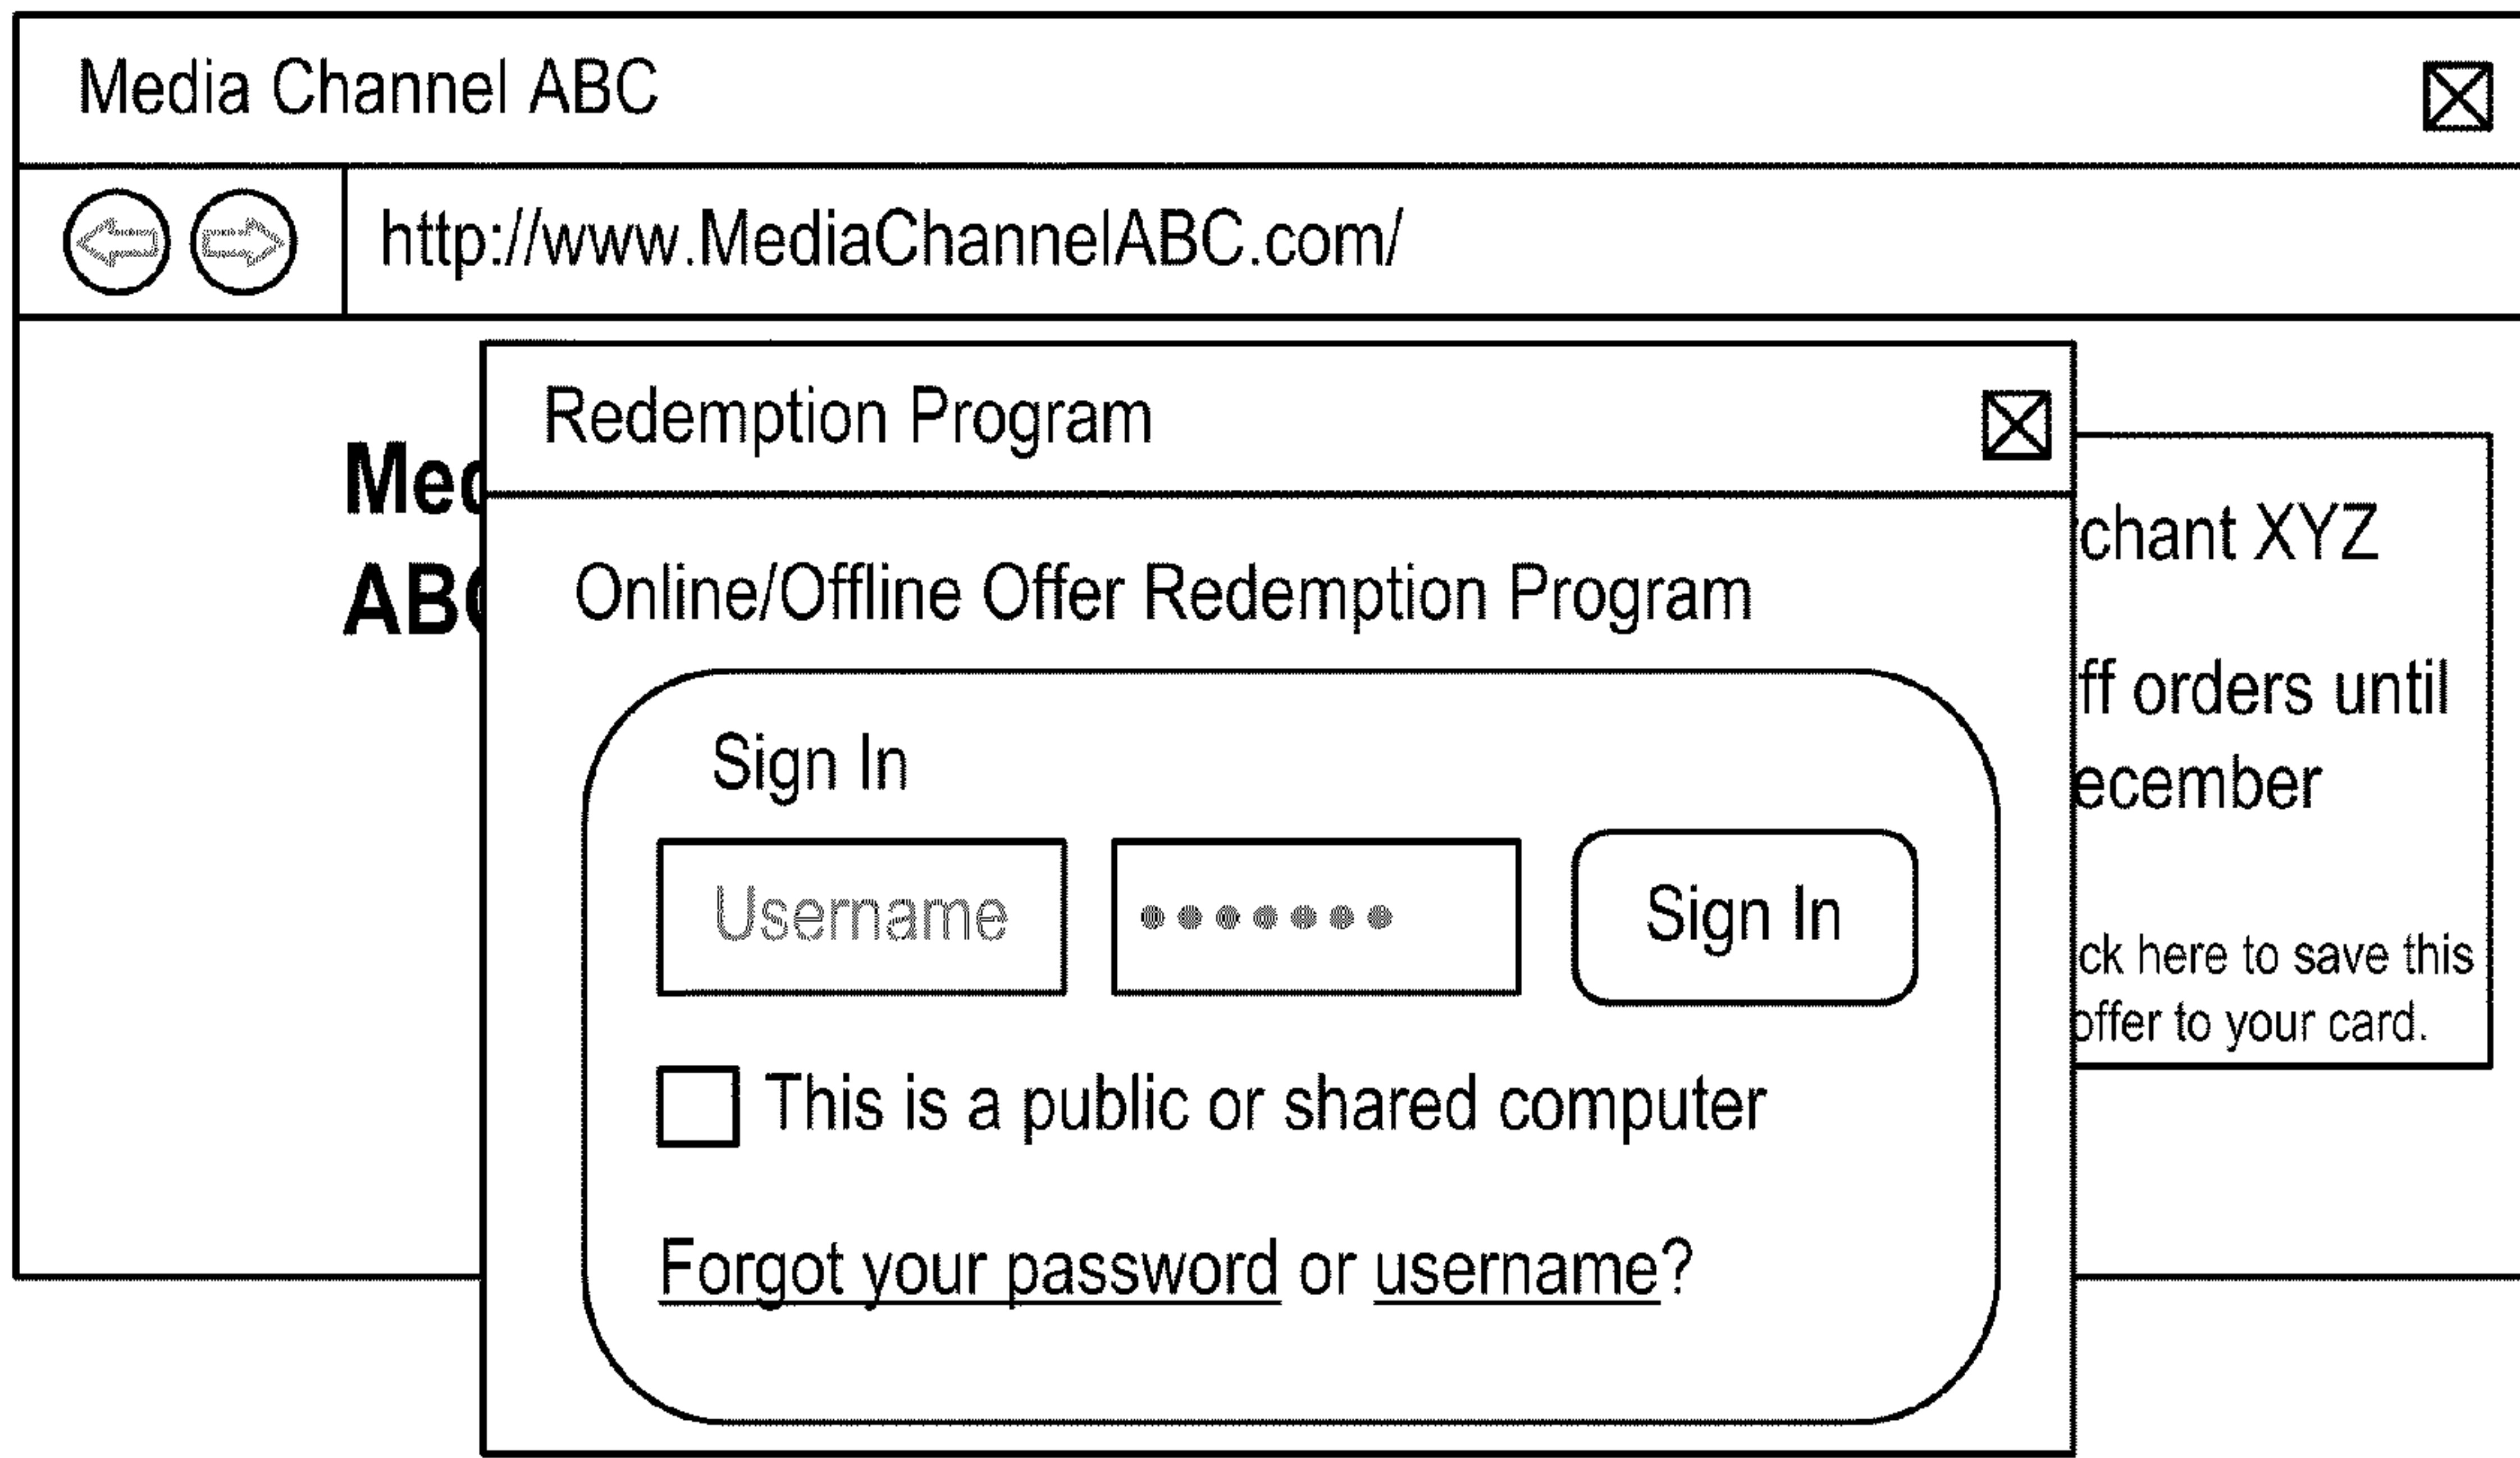 Media Channel ABC
http://www.MediaChannelABC.com/
Redemption Program
Med
ABC
chant XYZ
Online/Offline Offer Redemption Program
ff orders until
Sign In
ecember
Username ●●●●●●● Sign In
ck here to save this
offer to your card.
This is a public or shared computer
Forgot your password or username?